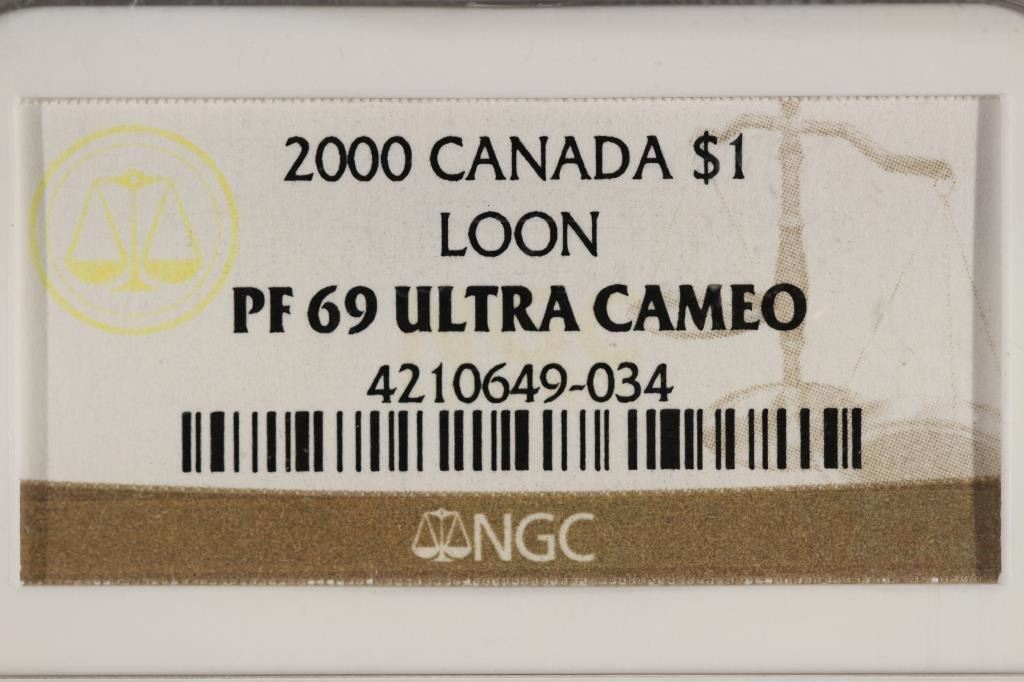 2000 CANADA $1
LOON
PF 69 ULTRA CAMEO
4210649-034
NGC